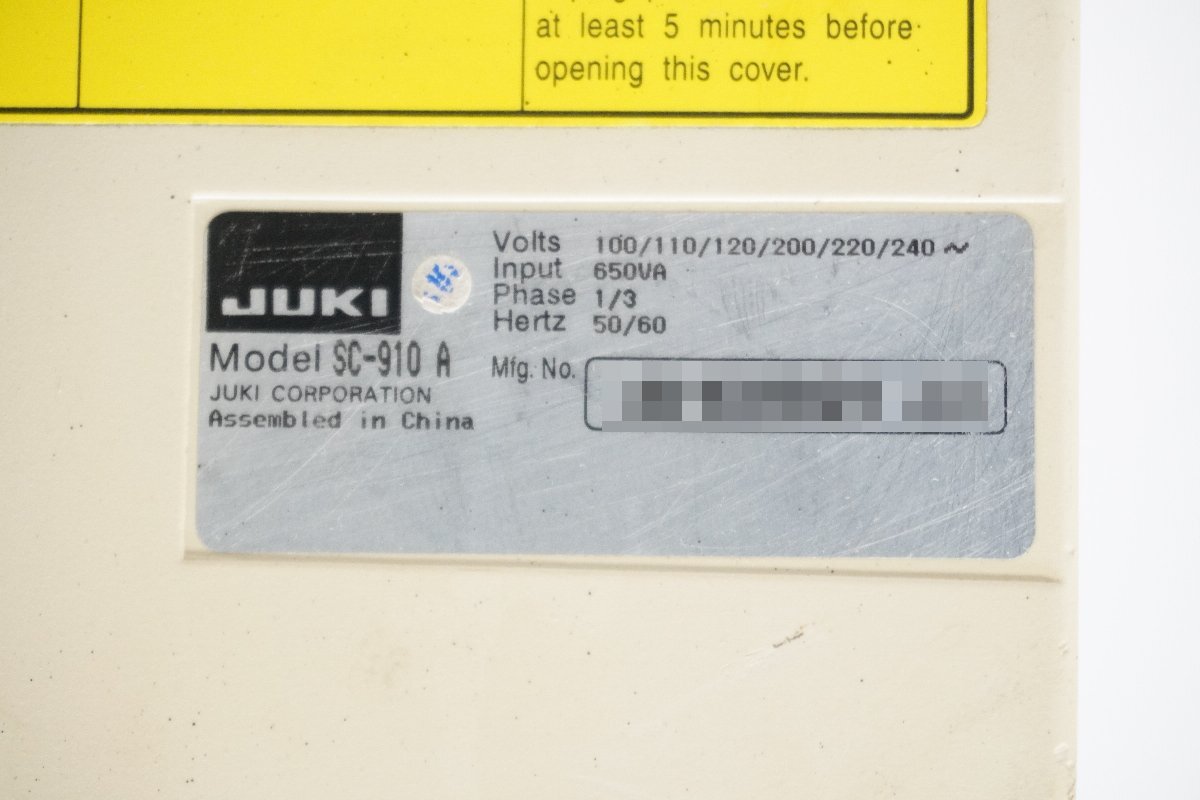 at least 5 minutes before
opening this cover.
JUKI
Model SC-910 A
JUKI CORPORATION
Assembled in China
Volts 100/110/120/200/220/240 ~
Input 650VA
Phase 1/3
Hertz 50/60
Mfg. No.